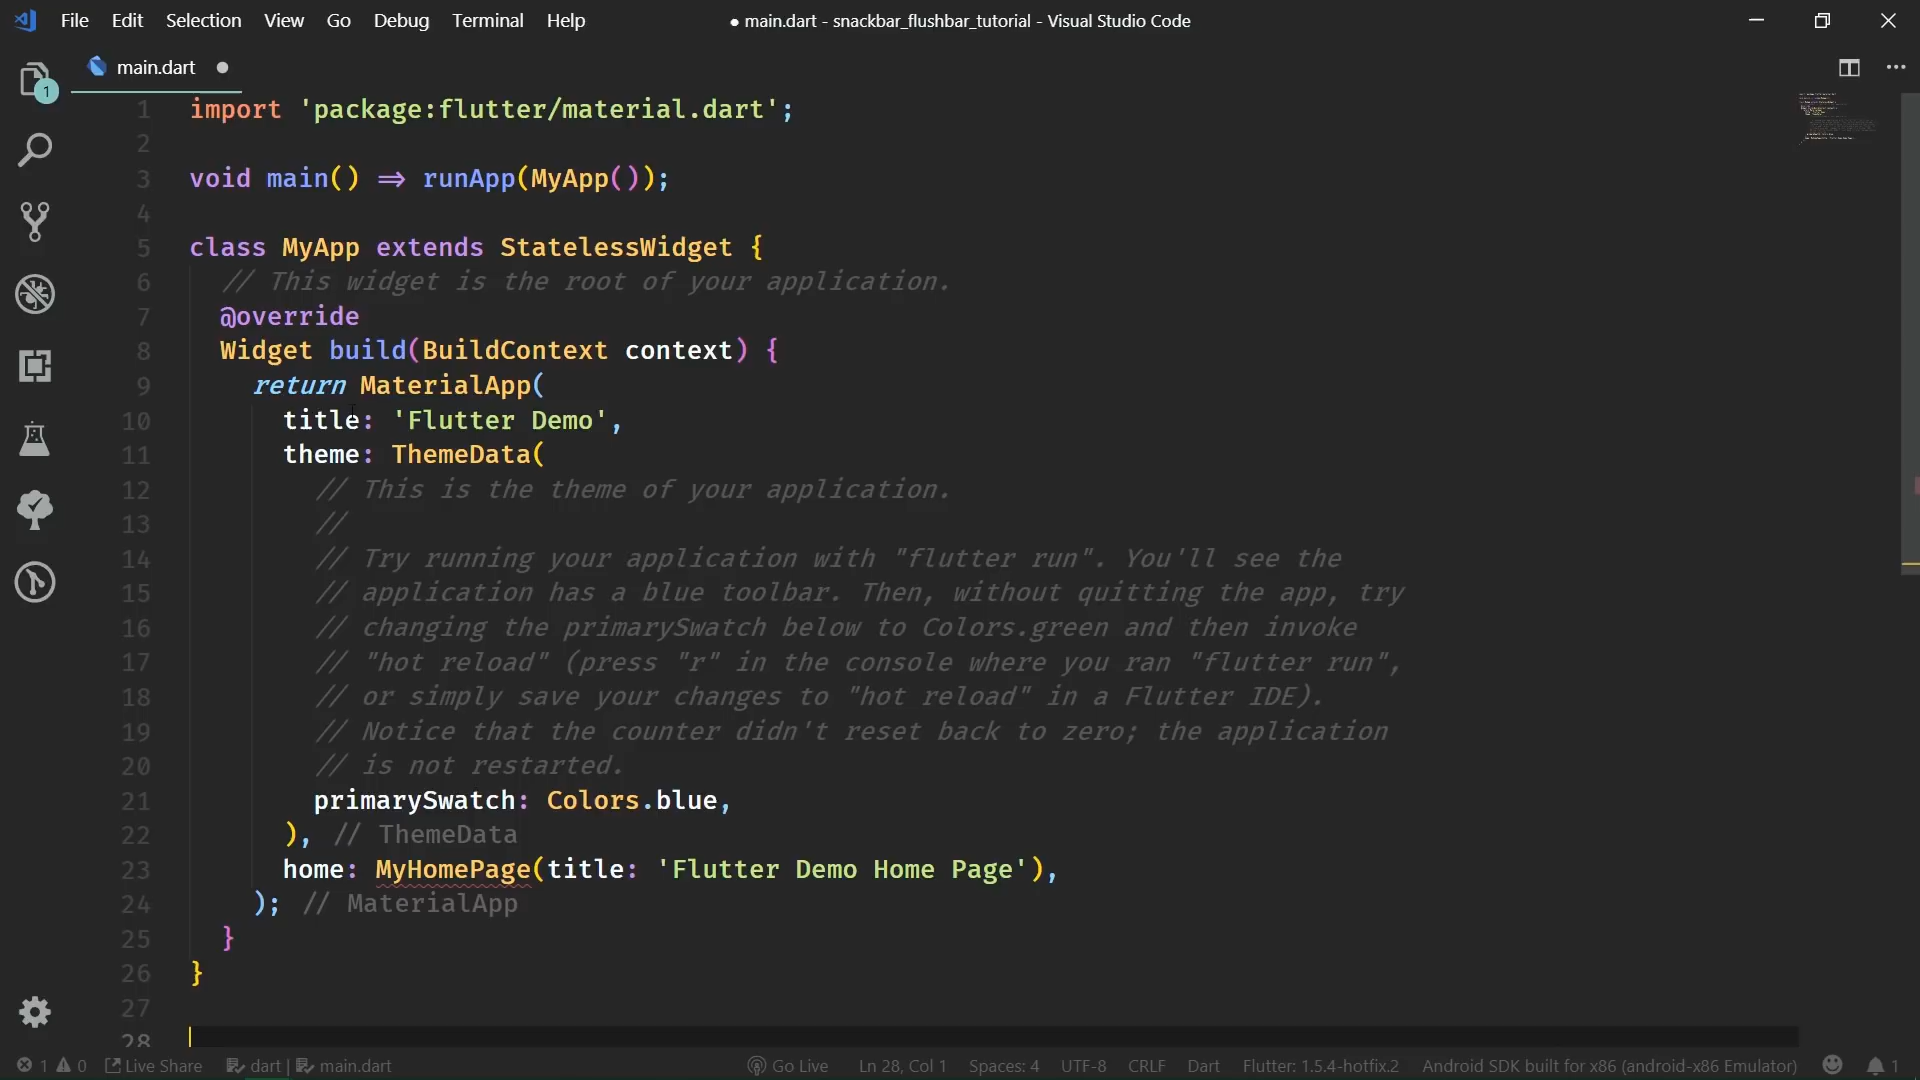 File Edit Selection View Go Debug Terminal Help ● main.dart - snackbar_flushbar_tutorial - Visual Studio Code
main.dart ●
1
1 import 'package:flutter/material.dart';
2
3 void main() => runApp(MyApp());
4
5 class MyApp extends StatelessWidget {
6 // This widget is the root of your application.
7 @override
8 Widget build(BuildContext context) {
9 return MaterialApp(
10 title: 'Flutter Demo',
11 theme: ThemeData(
12 // This is the theme of your application.
13 //
14 // Try running your application with "flutter run". You'll see the
15 // application has a blue toolbar. Then, without quitting the app, try
16 // changing the primarySwatch below to Colors.green and then invoke
17 // "hot reload" (press "r" in the console where you ran "flutter run",
18 // or simply save your changes to "hot reload" in a Flutter IDE).
19 // Notice that the counter didn't reset back to zero; the application
20 // is not restarted.
21 primarySwatch: Colors.blue,
22 ), // ThemeData
23 home: MyHomePage(title: 'Flutter Demo Home Page'),
24 ); // MaterialApp
25 }
26 }
27
28
1 0 Live Share dart | main.dart Go Live Ln 28, Col 1 Spaces: 4 UTF-8 CRLF Dart Flutter: 1.5.4-hotfix.2 Android SDK built for x86 (android-x86 Emulator) 1